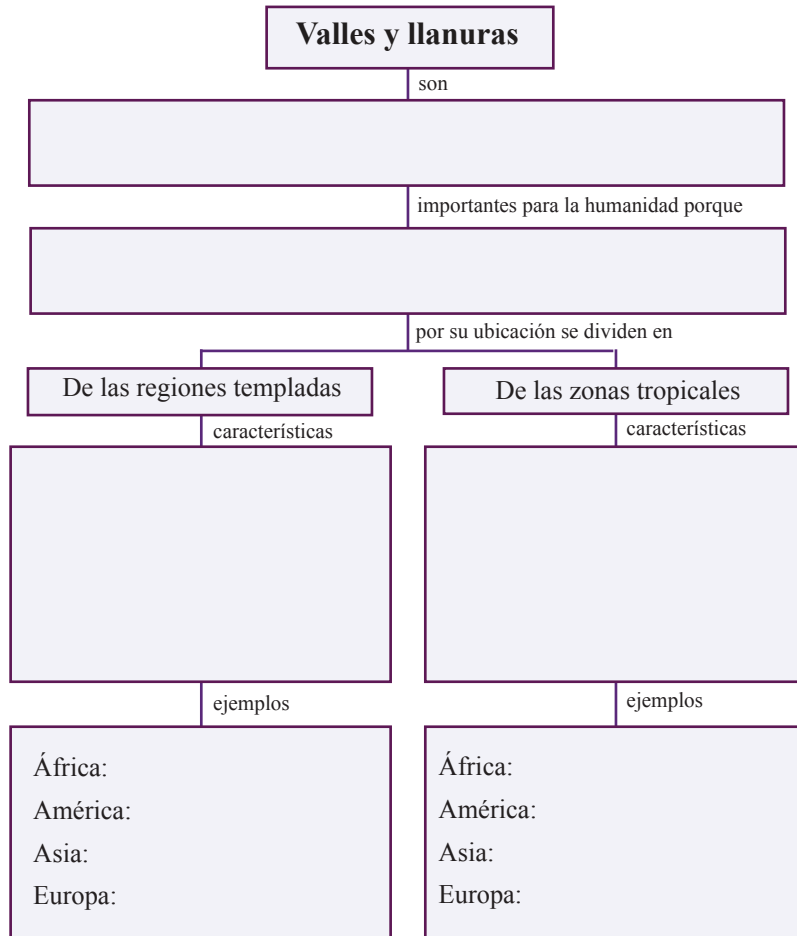 Valles y llanuras
son
importantes para la humanidad porque
por su ubicación se dividen en
De las regiones templadas
De las zonas tropicales
características
características
ejemplos
ejemplos
África:
América:
Asia:
Europa:
África:
América:
Asia:
Europa: